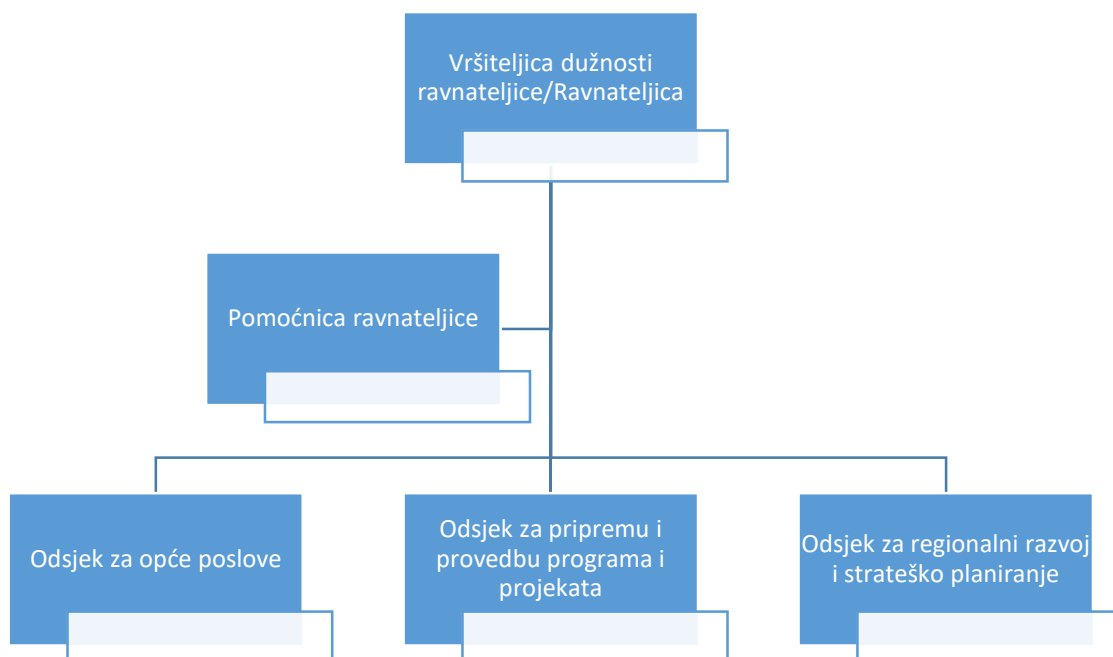 Vršiteljica dužnosti
ravnateljice/Ravnateljica
Pomoćnica ravnateljice
Odsjek za opće poslove
Odsjek za pripremu i
provedbu programa i
projekata
Odsjek za regionalni razvoj
i strateško planiranje